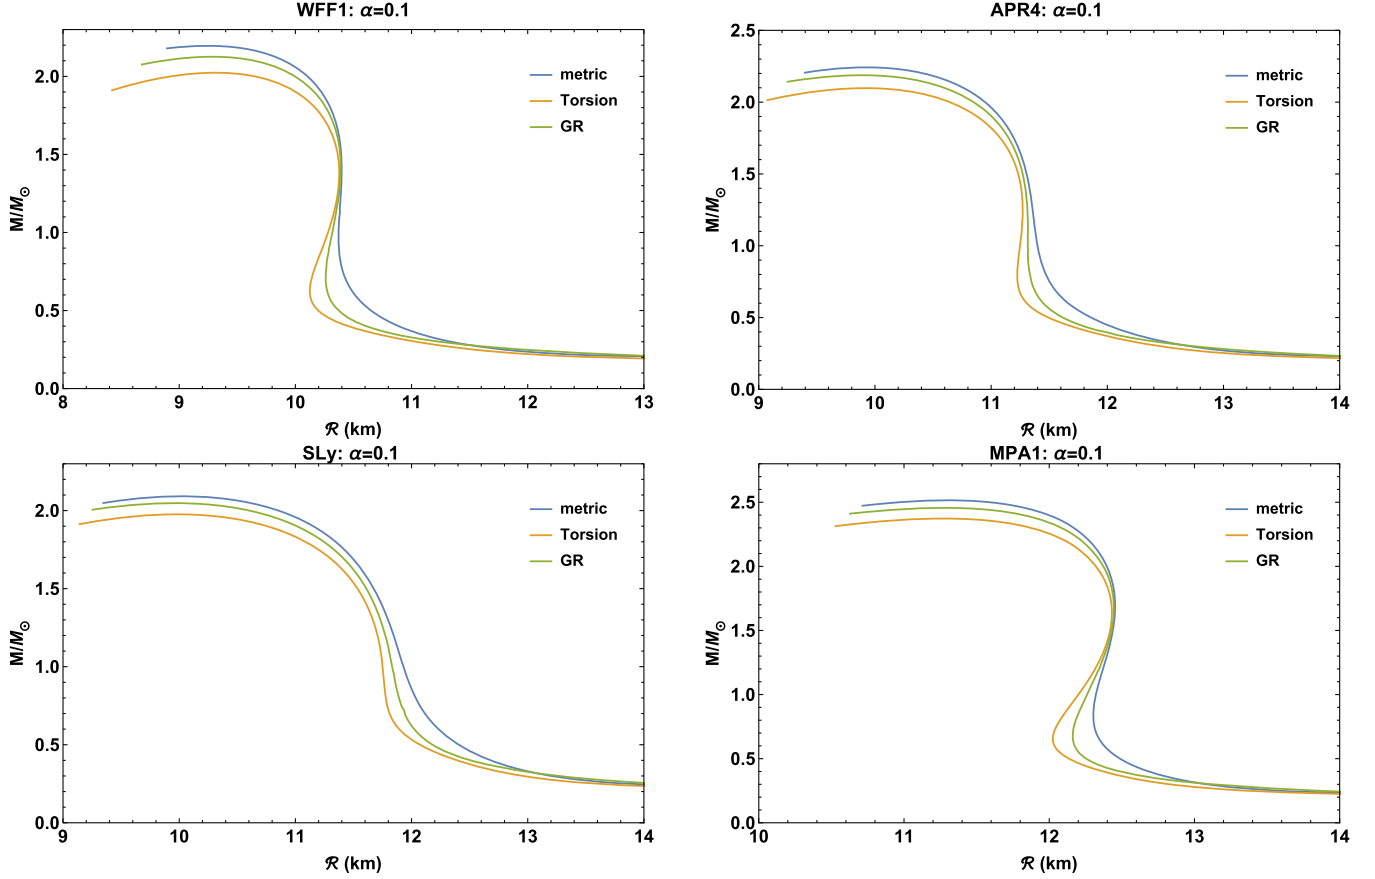 WFF1: α=0.1
metric
Torsion
GR
M/M⊙
2.0
1.5
1.0
0.5
0.0
8 9 10 11 12 13
ℛ (km)
APR4: α=0.1
metric
Torsion
GR
M/M⊙
2.5
2.0
1.5
1.0
0.5
0.0
9 10 11 12 13 14
ℛ (km)
SLy: α=0.1
metric
Torsion
GR
M/M⊙
2.0
1.5
1.0
0.5
0.0
9 10 11 12 13 14
ℛ (km)
MPA1: α=0.1
metric
Torsion
GR
M/M⊙
2.5
2.0
1.5
1.0
0.5
0.0
10 11 12 13 14
ℛ (km)